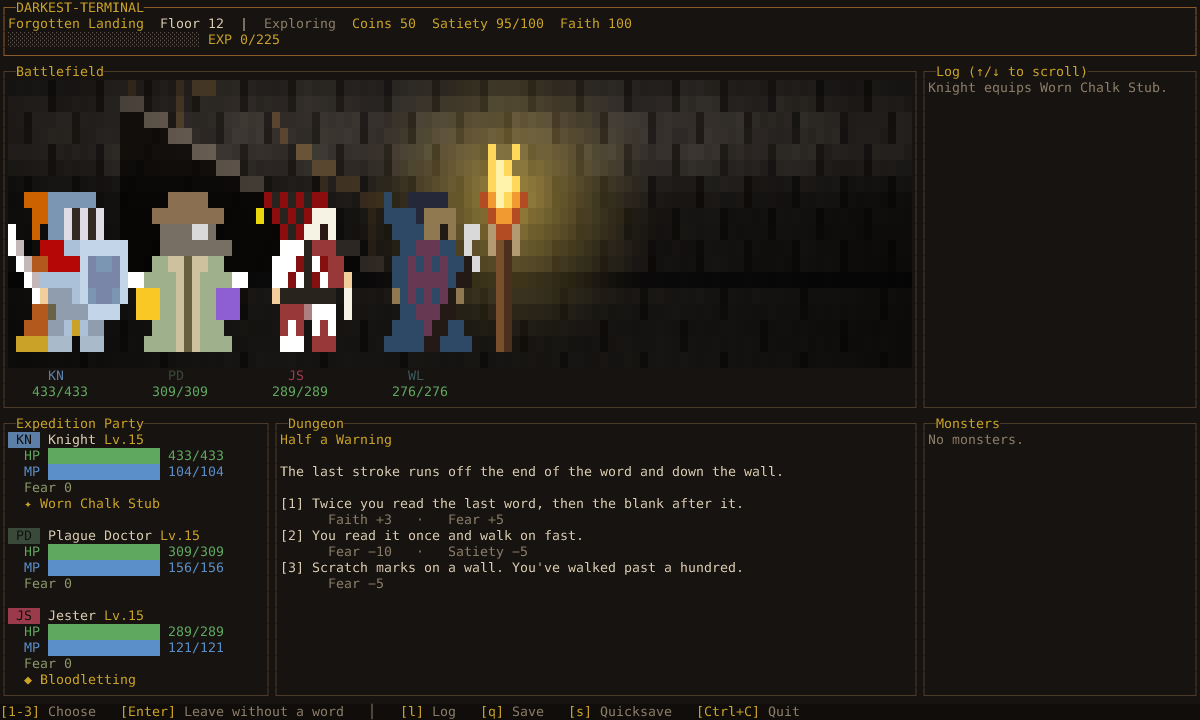 DARKEST-TERMINAL
Forgotten Landing  Floor 12  |  Exploring  Coins 50  Satiety 95/100  Faith 100
EXP 0/225
Battlefield
KN PD JS WL
433/433 309/309 289/289 276/276
Log (↑/↓ to scroll)
Knight equips Worn Chalk Stub.
Expedition Party
KN Knight Lv.15
HP 433/433
MP 104/104
Fear 0
✦ Worn Chalk Stub
PD Plague Doctor Lv.15
HP 309/309
MP 156/156
Fear 0
JS Jester Lv.15
HP 289/289
MP 121/121
Fear 0
◆ Bloodletting
Dungeon
Half a Warning
The last stroke runs off the end of the word and down the wall.
[1] Twice you read the last word, then the blank after it.
Faith +3 · Fear +5
[2] You read it once and walk on fast.
Fear −10 · Satiety −5
[3] Scratch marks on a wall. You've walked past a hundred.
Fear −5
Monsters
No monsters.
[1-3] Choose [Enter] Leave without a word │ [l] Log [q] Save [s] Quicksave [Ctrl+C] Quit